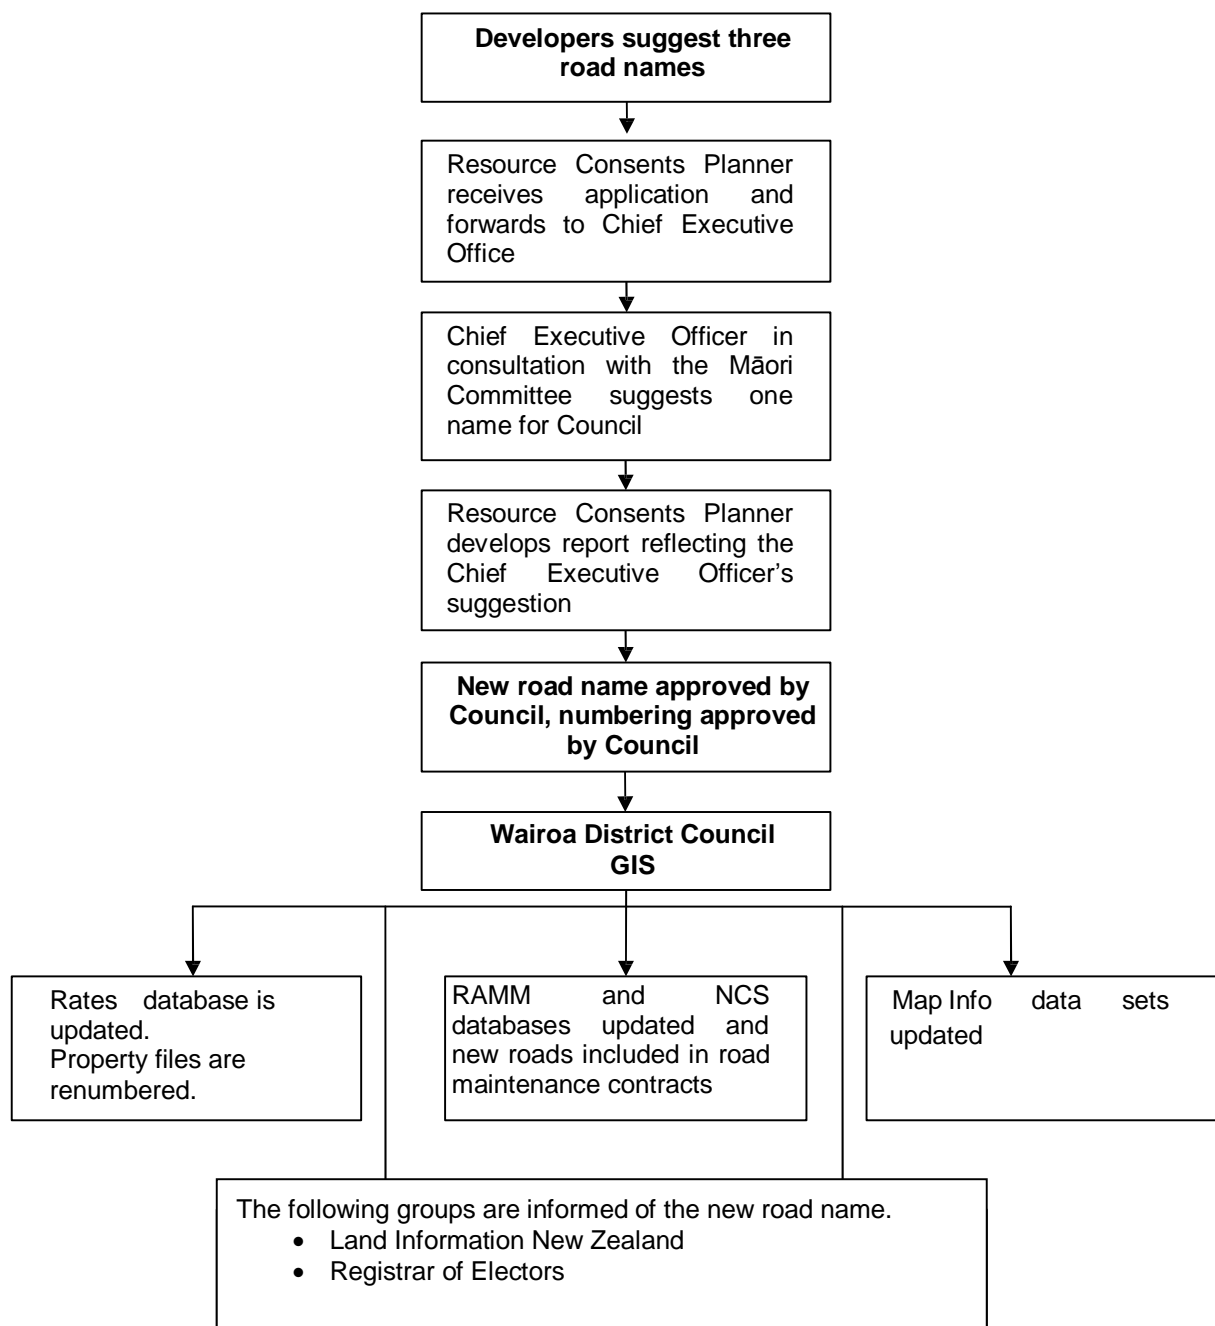 Developers suggest three
road names
Resource Consents Planner
receives application and
forwards to Chief Executive
Office
Chief Executive Officer in
consultation with the Māori
Committee suggests one
name for Council
Resource Consents Planner
develops report reflecting the
Chief Executive Officer’s
suggestion
New road name approved by
Council, numbering approved
by Council
Wairoa District Council
GIS
Rates database is
updated.
Property files are
renumbered.
RAMM and NCS
databases updated and
new roads included in road
maintenance contracts
Map Info data sets
updated
The following groups are informed of the new road name.
• Land Information New Zealand
• Registrar of Electors